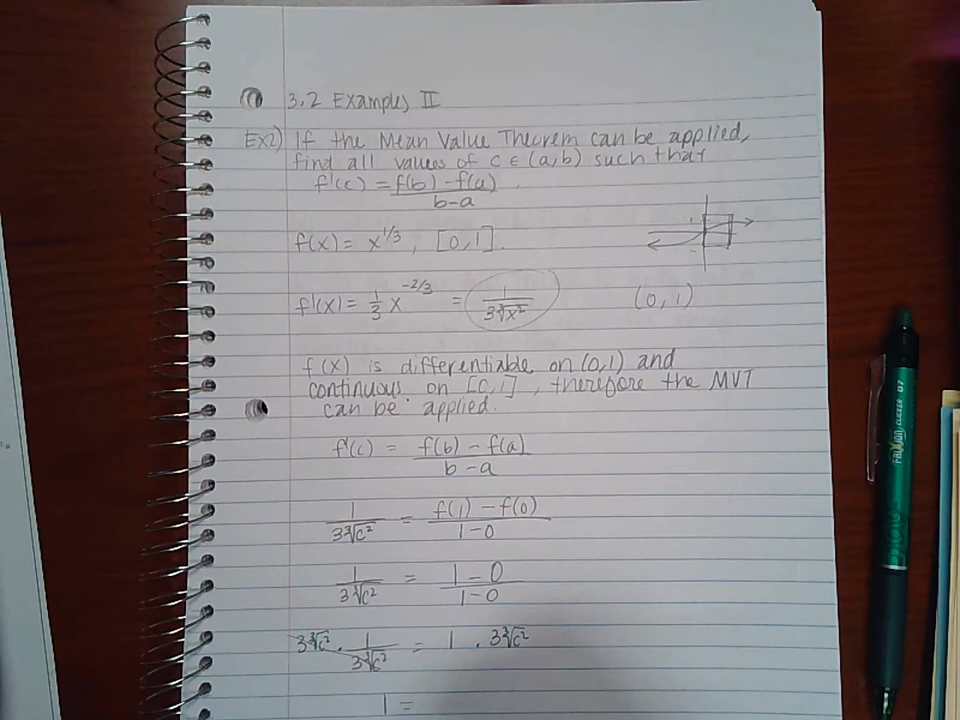 3.2 Examples II
Ex2) If the Mean Value Theorem can be applied,
find all values of c ∈ (a,b) such that
f'(c) = f(b) - f(a) / b-a .
f(x) = x^1/3 , [0,1].
f'(x) = 1/3 x^-2/3 = 1/3∛x² (0,1)
f(x) is differentiable on (0,1) and
continuous on [0,1], therefore the MVT
can be applied.
f'(c) = f(b) - f(a) / b-a
1/3∛c² = f(1) - f(0) / 1-0
1/3∛c² = 1-0 / 1-0
3∛c² · 1/3∛c² = 1 · 3∛c²
1 =
FRIXION CLICKER 07